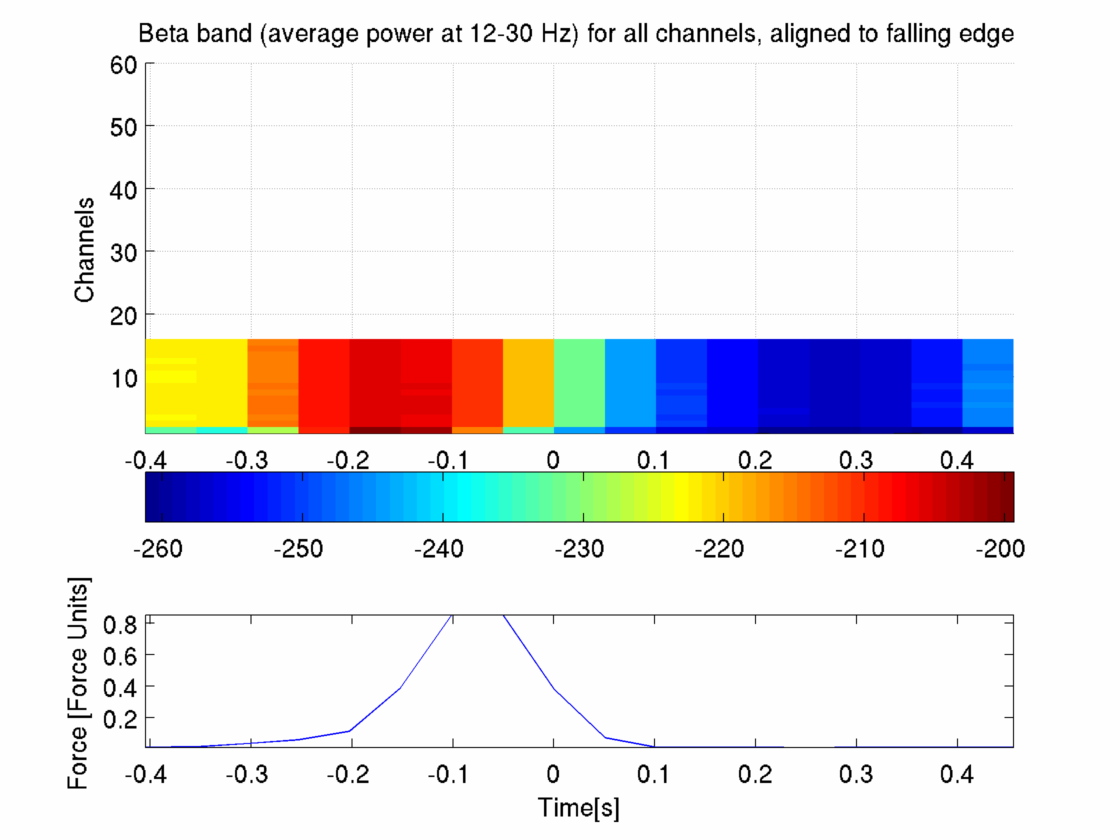 Beta band (average power at 12-30 Hz) for all channels, aligned to falling edge
60
50
40
30
20
10
Channels
-0.4 -0.3 -0.2 -0.1 0 0.1 0.2 0.3 0.4
-260 -250 -240 -230 -220 -210 -200
Force [Force Units]
0.8
0.6
0.4
0.2
-0.4 -0.3 -0.2 -0.1 0 0.1 0.2 0.3 0.4
Time[s]